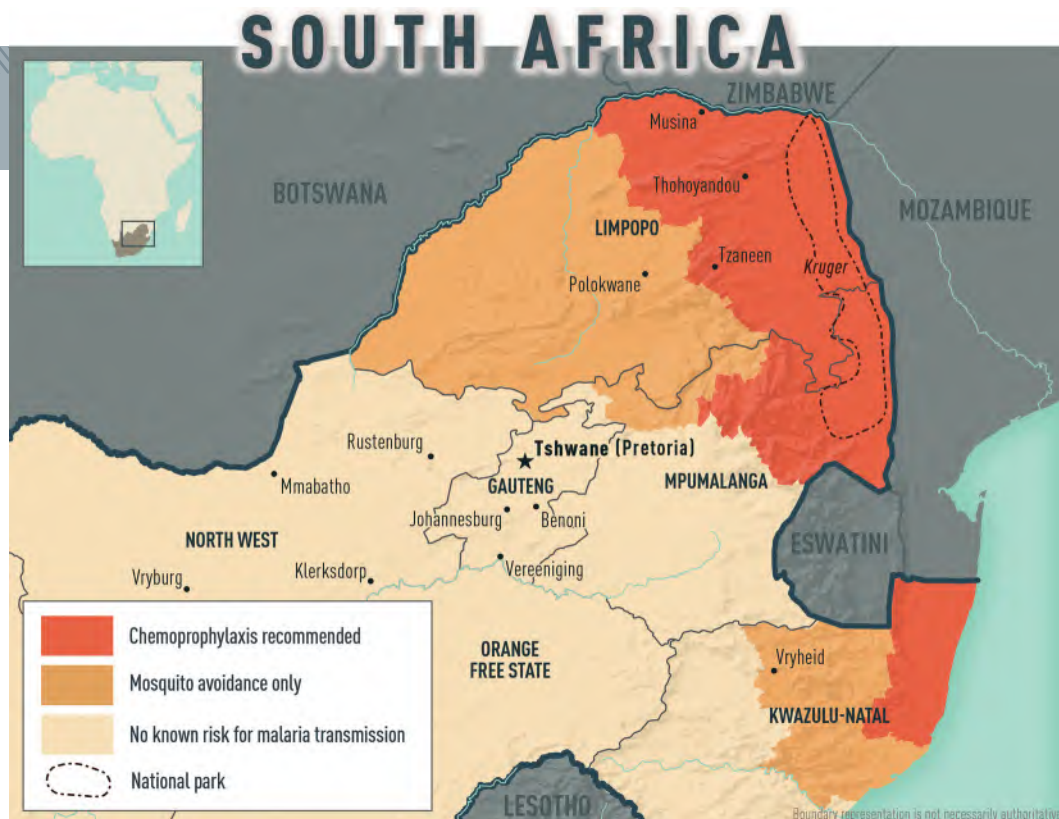 SOUTH AFRICA
ZIMBABWE
Musina
BOTSWANA
Thohoyandou
MOZAMBIQUE
LIMPOPO
Tzaneen
Kruger
Polokwane
Rustenburg
Tshwane (Pretoria)
Mmabatho
GAUTENG
MPUMALANGA
Johannesburg
Benoni
NORTH WEST
ESWATINI
Vryburg
Klerksdorp
Vereeniging
Chemoprophylaxis recommended
Mosquito avoidance only
No known risk for malaria transmission
National park
ORANGE
FREE STATE
Vryheid
KWAZULU-NATAL
LESOTHO
Boundary representation is not necessarily authoritative